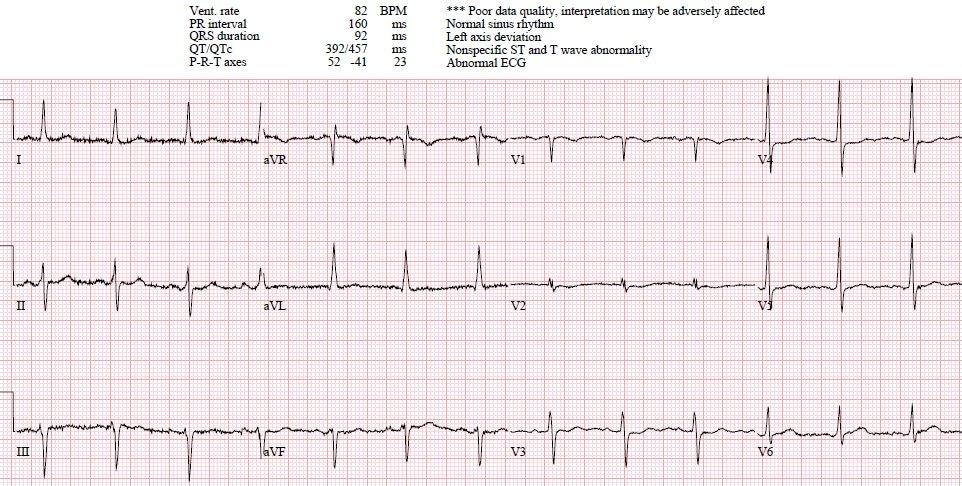 Vent. rate 82 BPM *** Poor data quality, interpretation may be adversely affected
PR interval 160 ms Normal sinus rhythm
QRS duration 92 ms Left axis deviation
QT/QTc 392/457 ms Nonspecific ST and T wave abnormality
P-R-T axes 52 -41 23 Abnormal ECG
I aVR V1 V4
II aVL V2 V5
III aVF V3 V6